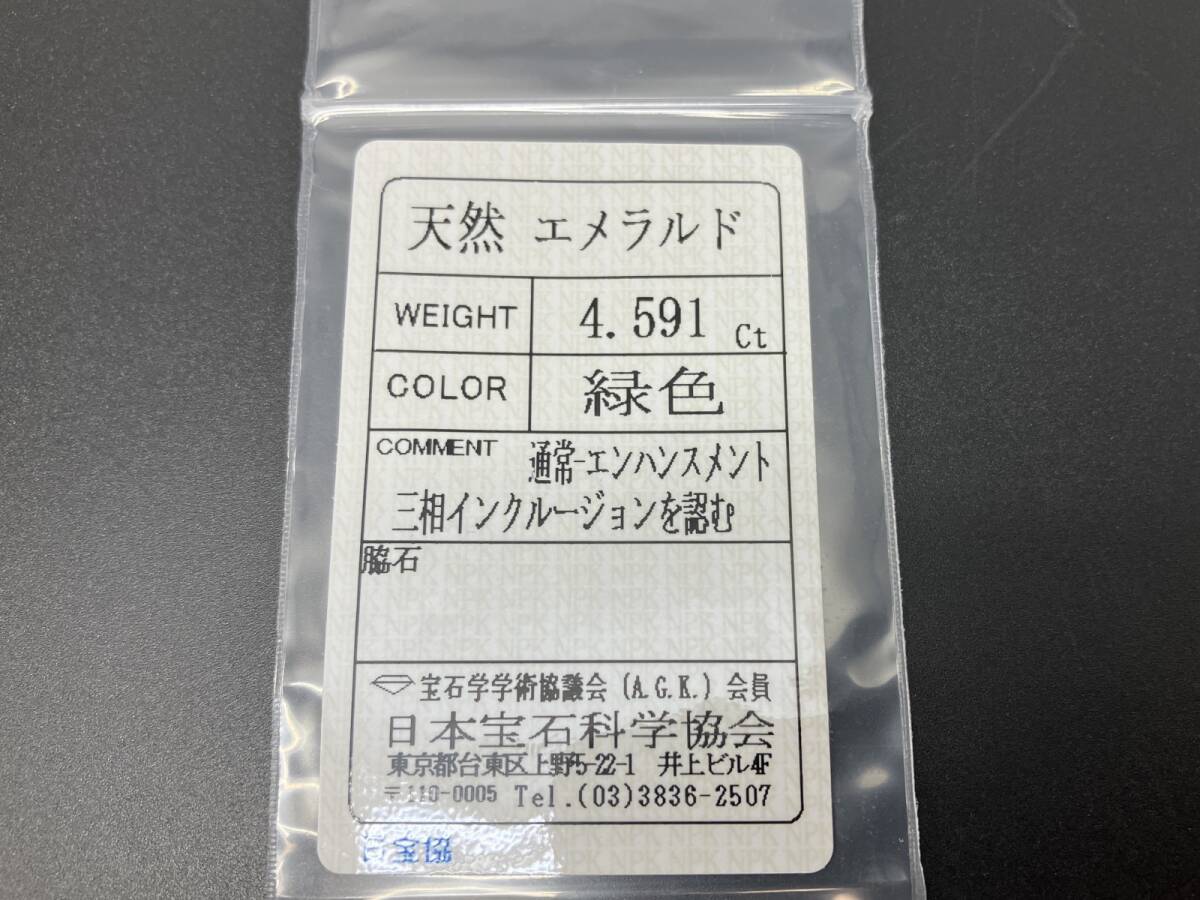 天然 エメラルド
WEIGHT 4.591 Ct
COLOR 緑色
COMMENT 通常-エンハンスメント
三相インクルージョンを認む
脇石
宝石学学術協議会 (A.G.K.) 会員
日本宝石科学協会
東京都台東区上野5-22-1 井上ビル4F
〒110-0005 Tel.(03)3836-2507
日宝協